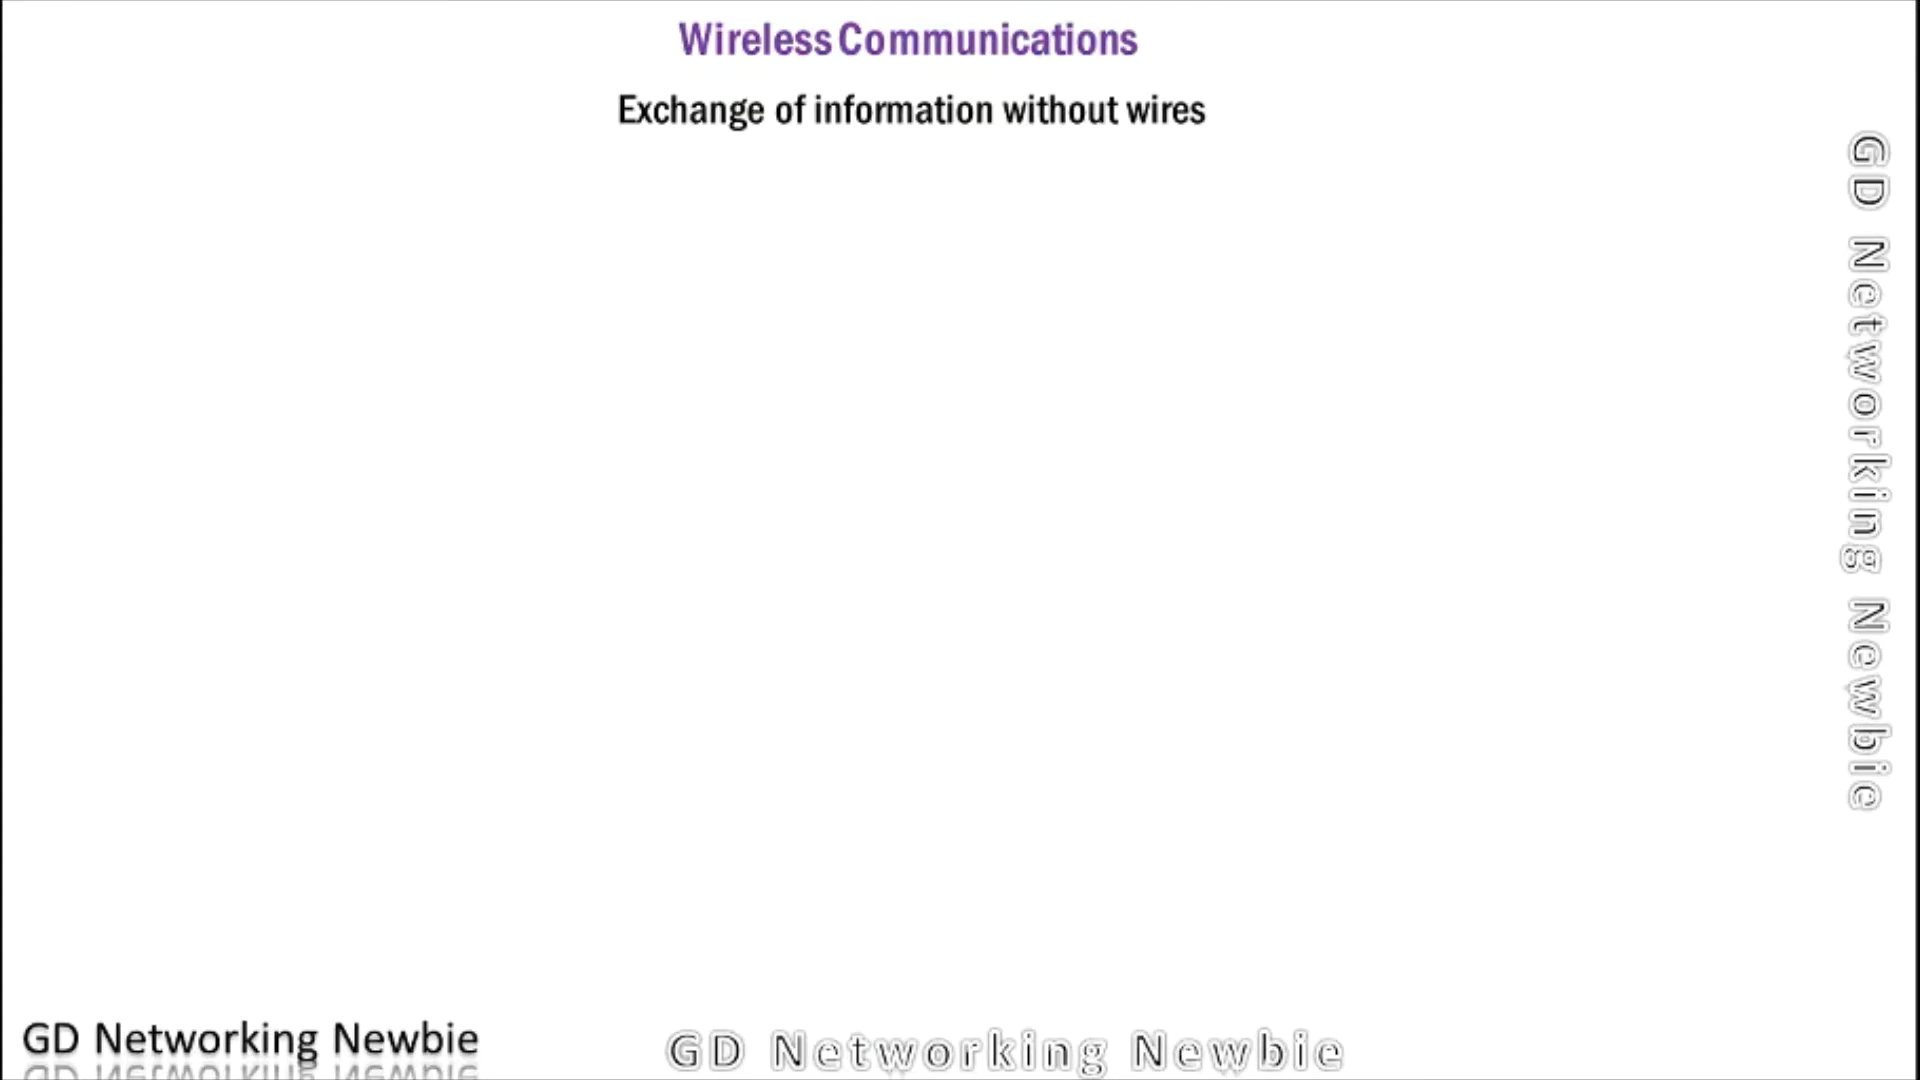 Wireless Communications
Exchange of information without wires
GD Networking Newbie
GD Networking Newbie
GD Networking Newbie